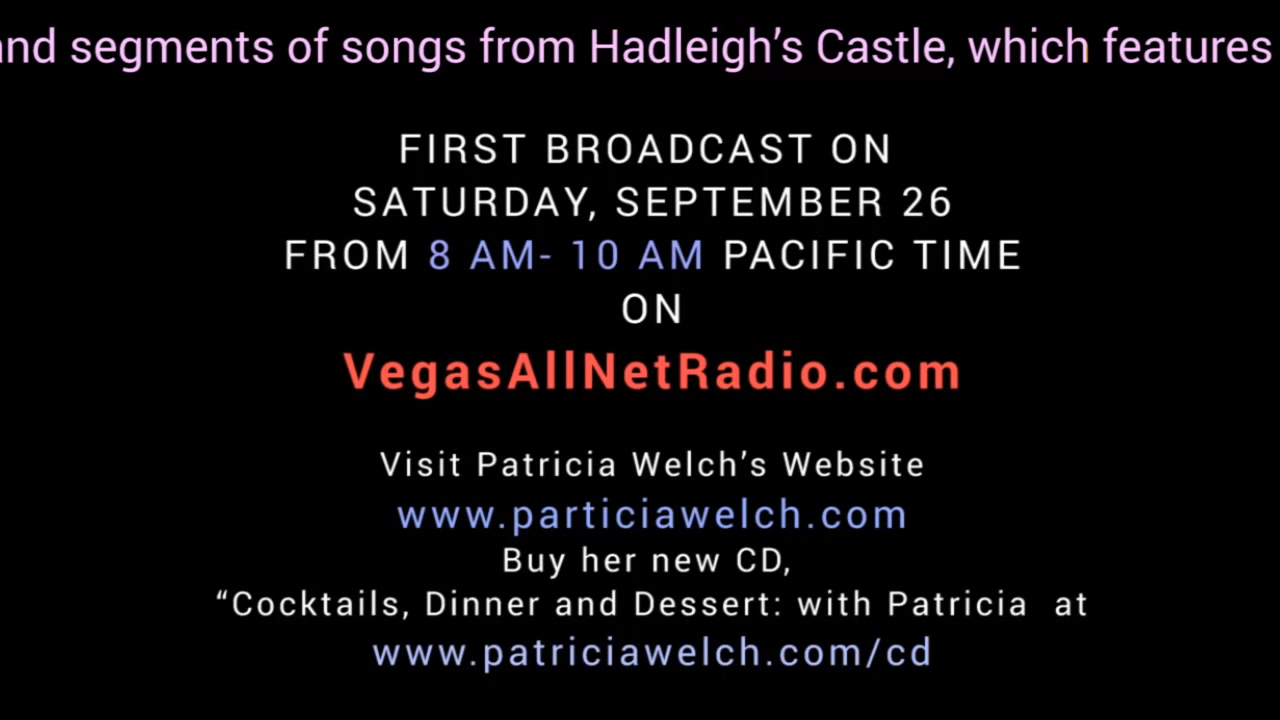 and segments of songs from Hadleigh’s Castle, which features
FIRST BROADCAST ON
SATURDAY, SEPTEMBER 26
FROM 8 AM- 10 AM PACIFIC TIME
ON
VegasAllNetRadio.com
Visit Patricia Welch’s Website
www.particiawelch.com
Buy her new CD,
“Cocktails, Dinner and Dessert: with Patricia at
www.patriciawelch.com/cd